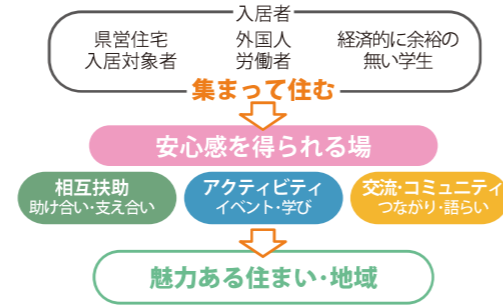 入居者
県営住宅 外国人 経済的に余裕の
入居対象者 労働者 無い学生
集まって住む
安心感を得られる場
相互扶助 アクティビティ 交流・コミュニティ
助け合い・支え合い イベント・学び つながり・語らい
魅力ある住まい・地域